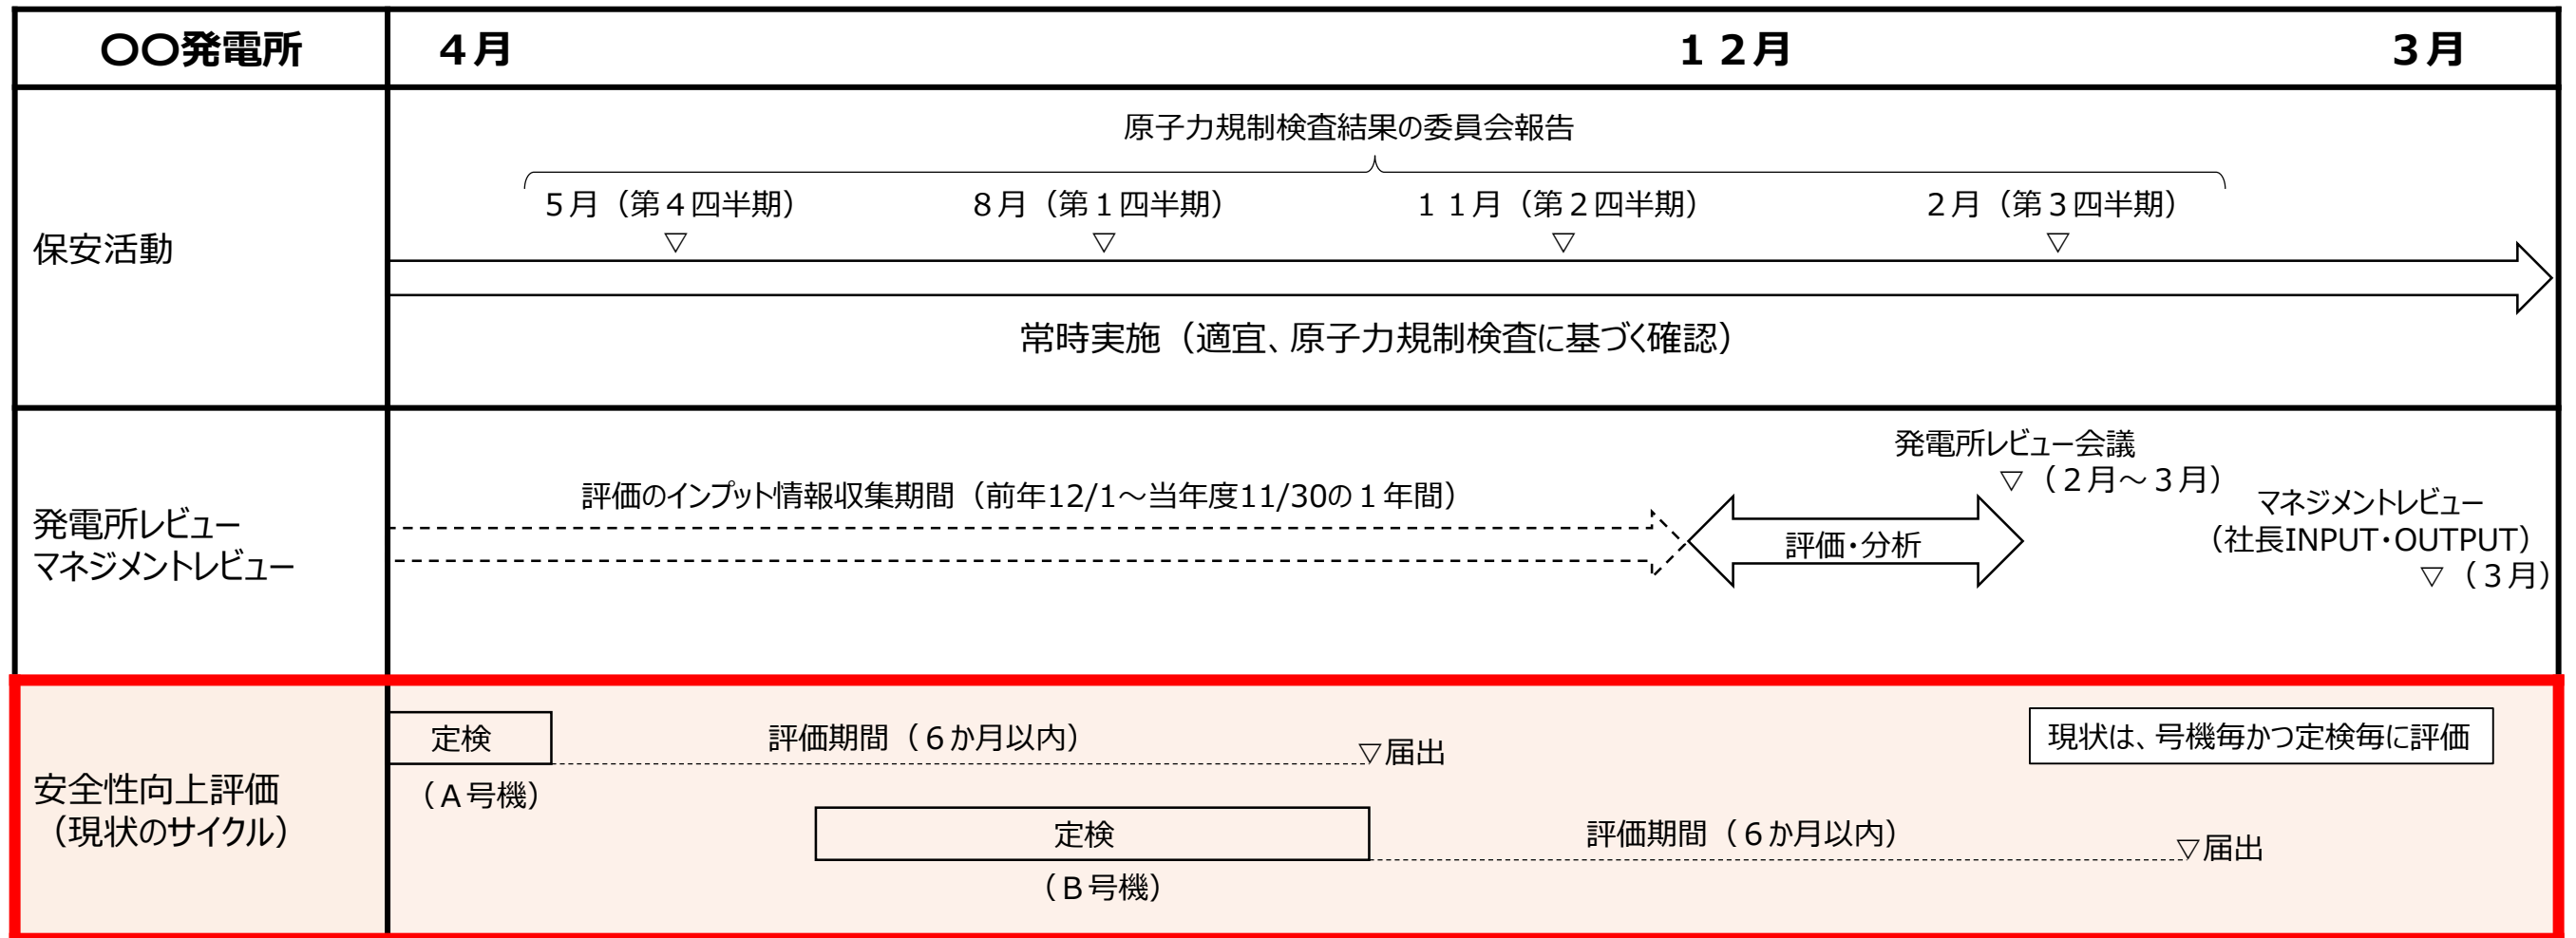 〇〇発電所
４月
１２月
３月
保安活動
原子力規制検査結果の委員会報告
５月（第４四半期）
８月（第１四半期）
１１月（第２四半期）
２月（第３四半期）
▽
▽
▽
▽
常時実施（適宜、原子力規制検査に基づく確認）
発電所レビュー
マネジメントレビュー
評価のインプット情報収集期間（前年12/1～当年度11/30の１年間）
評価・分析
発電所レビュー会議
▽（２月～３月）
マネジメントレビュー
（社長INPUT・OUTPUT）
▽（３月）
安全性向上評価
（現状のサイクル）
定検
（Ａ号機）
評価期間（６か月以内）
▽届出
現状は、号機毎かつ定検毎に評価
定検
（Ｂ号機）
評価期間（６か月以内）
▽届出